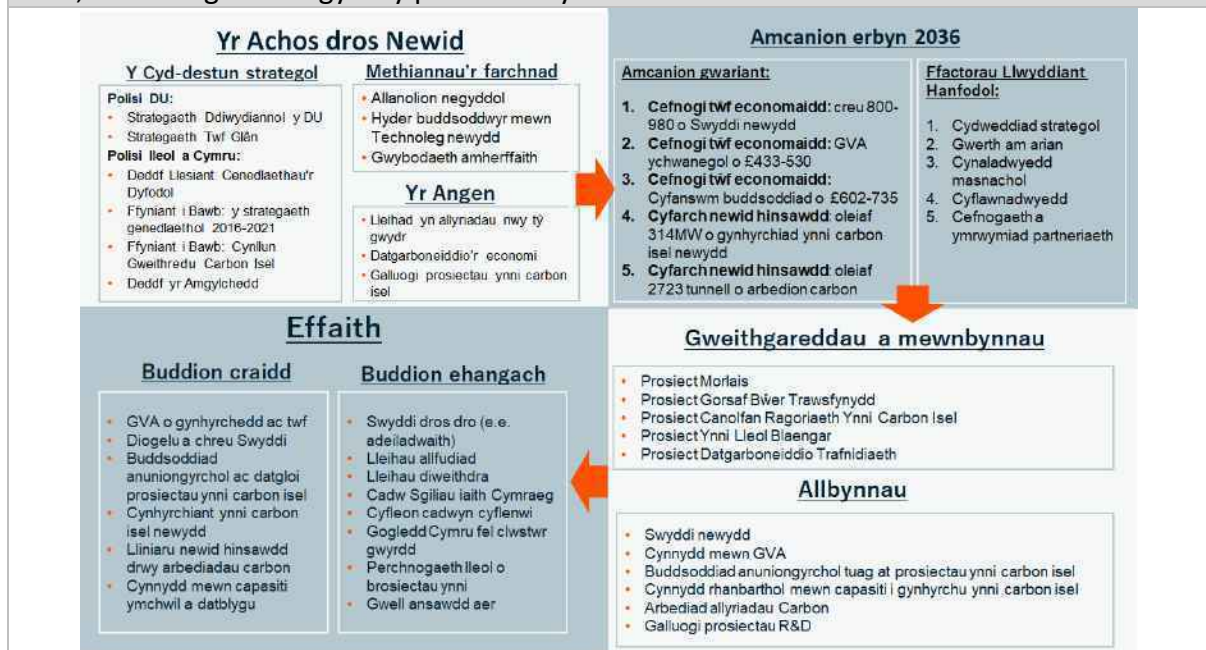 Yr Achos dros Newid
Y Cyd-destun strategol
Polisi DU:
• Strategaeth Ddiwydiannol y DU
• Strategaeth Twf Glân
Polisi lleol a Cymru:
• Deddf Llesiant Cenedlaethau'r
Dyfodol
• Ffyniant i Bawb: y strategaeth
genedlaethol 2016-2021
• Ffyniant i Bawb: Cynllun
Gweithredu Carbon Isel
• Deddf yr Amgylchedd
Methiannau'r farchnad
• Allanolion negyddol
• Hyder buddsoddwyr mewn
Technoleg newydd
• Gwybodaeth amherffaith
Yr Angen
• Lleihad yn allynadau nwy tŷ
gwydr
• Datgarboneiddio'r economi
• Galluogi prosiectau ynni carbon
isel
Amcanion erbyn 2036
Amcanion gwariant:
1. Cefnogi twf economaidd: creu 800-
980 o Swyddi newydd
2. Cefnogi twf economaidd: GVA
ychwanegol o £433-530
3. Cefnogi twf economaidd:
Cyfanswm buddsoddiad o £602-735
4. Cyfarch newid hinsawdd: oleiaf
314MW o gynhyrchiad ynni carbon
isel newydd
5. Cyfarch newid hinsawdd: oleiaf
2723 tunnell o arbedion carbon
Ffactorau Llwyddiant
Hanfodol:
1. Cydweddiad strategol
2. Gwerth am arian
3. Cynaladwyedd
masnachol
4. Cyflawnadwyedd
5. Cefnogaeth a
ymrwymiad partneriaeth
Gweithgareddau a mewnbynnau
• Prosiect Morlais
• Prosiect Gorsaf Bŵer Trawsfynydd
• Prosiect Canolfan Ragoriaeth Ynni Carbon Isel
• Prosiect Ynni Lleol Blaengar
• Prosiect Datgarboneiddio Trafnidiaeth
Allbynnau
• Swyddi newydd
• Cynnydd mewn GVA
• Buddsoddiad anuniongyrchol tuag at prosiectau ynni carbon isel
• Cynnydd rhanbarthol mewn capasiti i gynhyrchu ynni carbon isel
• Arbediad allyriadau Carbon
• Galluogi prosiectau R&D
Effaith
Buddion craidd
• GVA o gynhyrchedd ac twf
• Diogelu a chreu Swyddi
• Buddsoddiad
anuniongyrchol ac datgloi
prosiectau ynni carbon isel
• Cynhyrchiant ynni carbon
isel newydd
• Lliniaru newid hinsawdd
drwy arbediadau carbon
• Cynnydd mewn capasiti
ymchwil a datblygu
Buddion ehangach
• Swyddi dros dro (e.e.
adeiladwaith)
• Lleihau allfudiad
• Lleihau diweithdra
• Cadw Sgiliau iaith Cymraeg
• Cyfleon cadwyn cyflenwi
• Gogledd Cymru fel clwstwr
gwyrdd
• Perchnogaeth lleol o
brosiectau ynni
• Gwell ansawdd aer